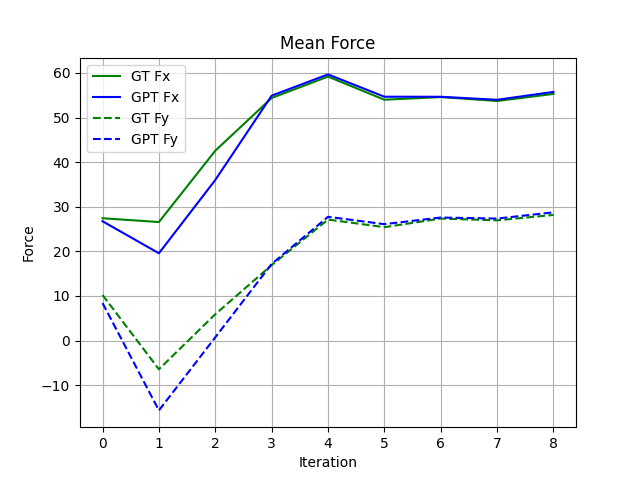 Mean Force
GT Fx
GPT Fx
GT Fy
GPT Fy
60
50
40
30
20
10
0
−10
Force
0 1 2 3 4 5 6 7 8
Iteration